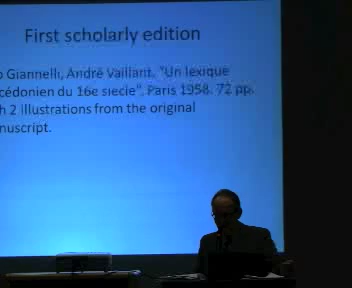 First scholarly edition
o Giannelli, André Vaillant. "Un lexique
cédonien du 16e siecle", Paris 1958. 72 pp.
h 2 illustrations from the original
nuscript.